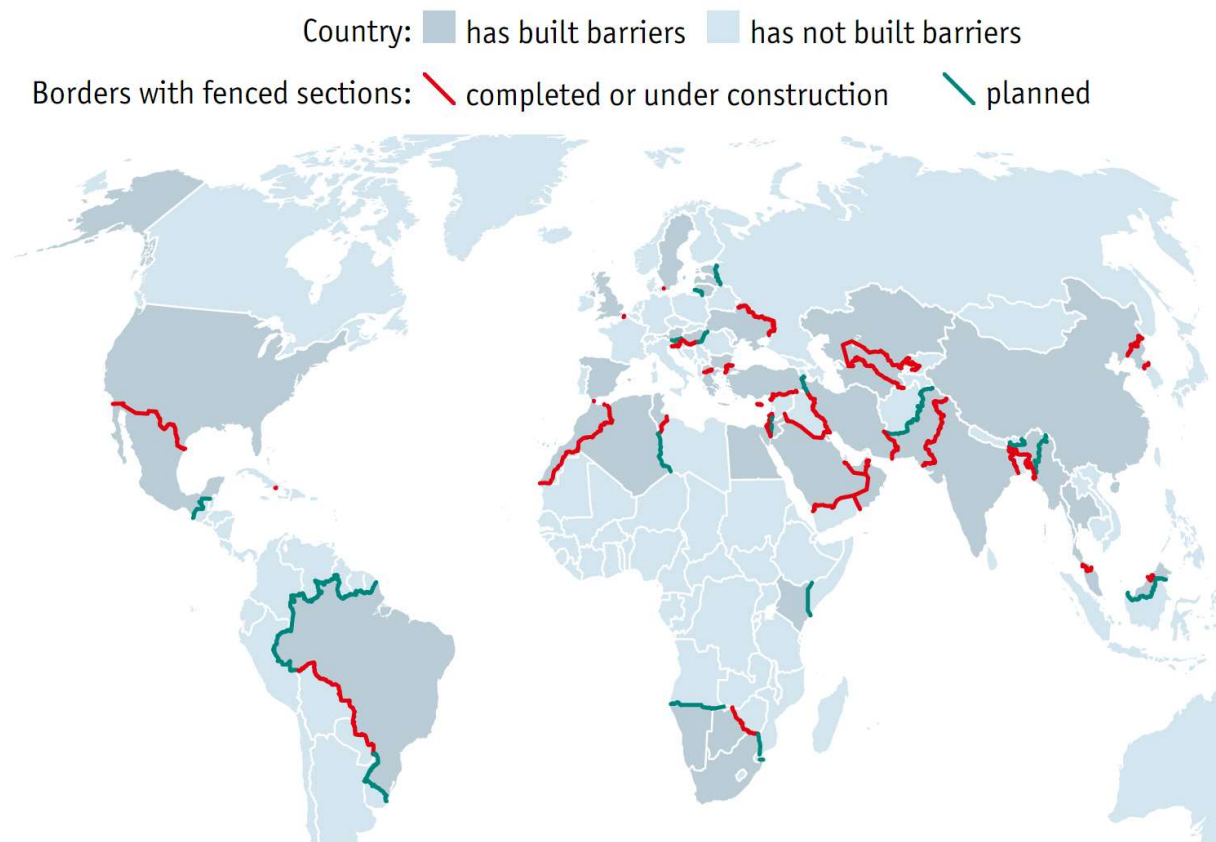 Country: has built barriers has not built barriers
Borders with fenced sections: completed or under construction planned